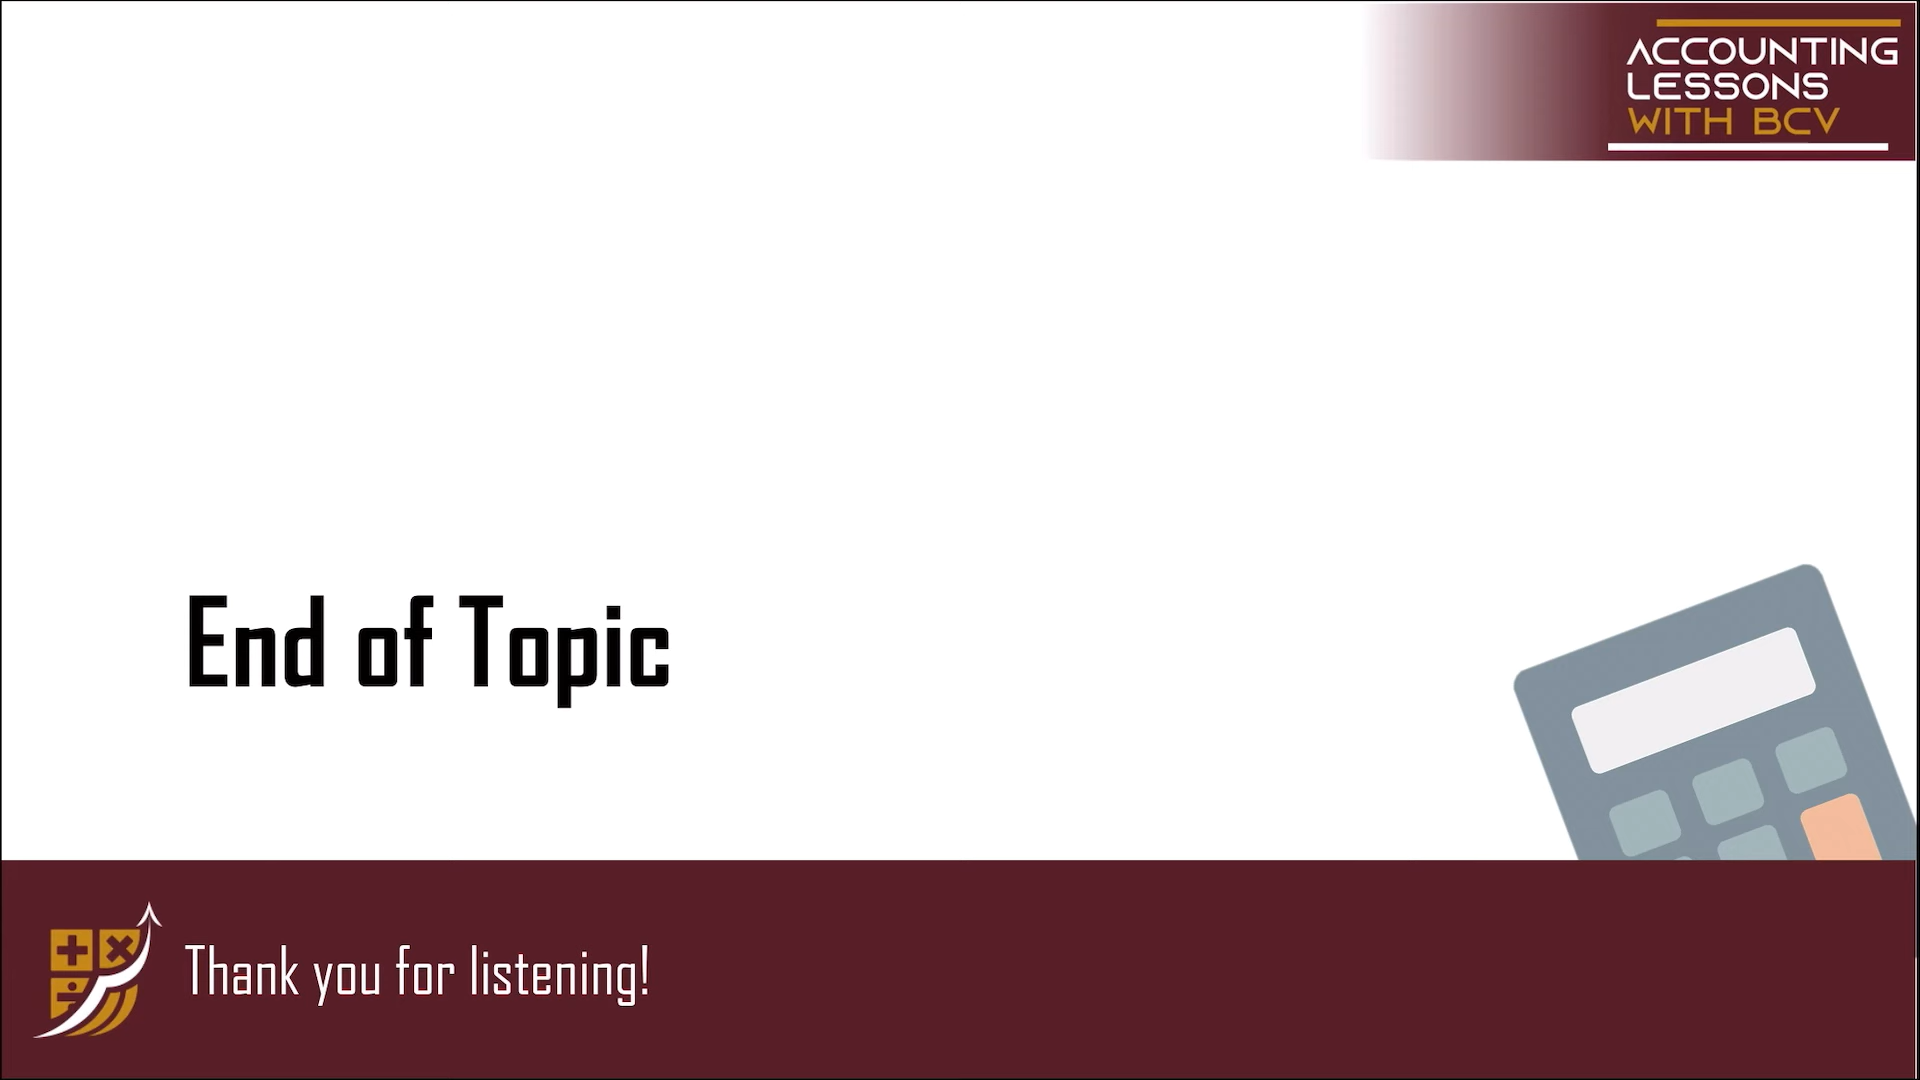 ACCOUNTING
LESSONS
WITH BCV
End of Topic
Thank you for listening!